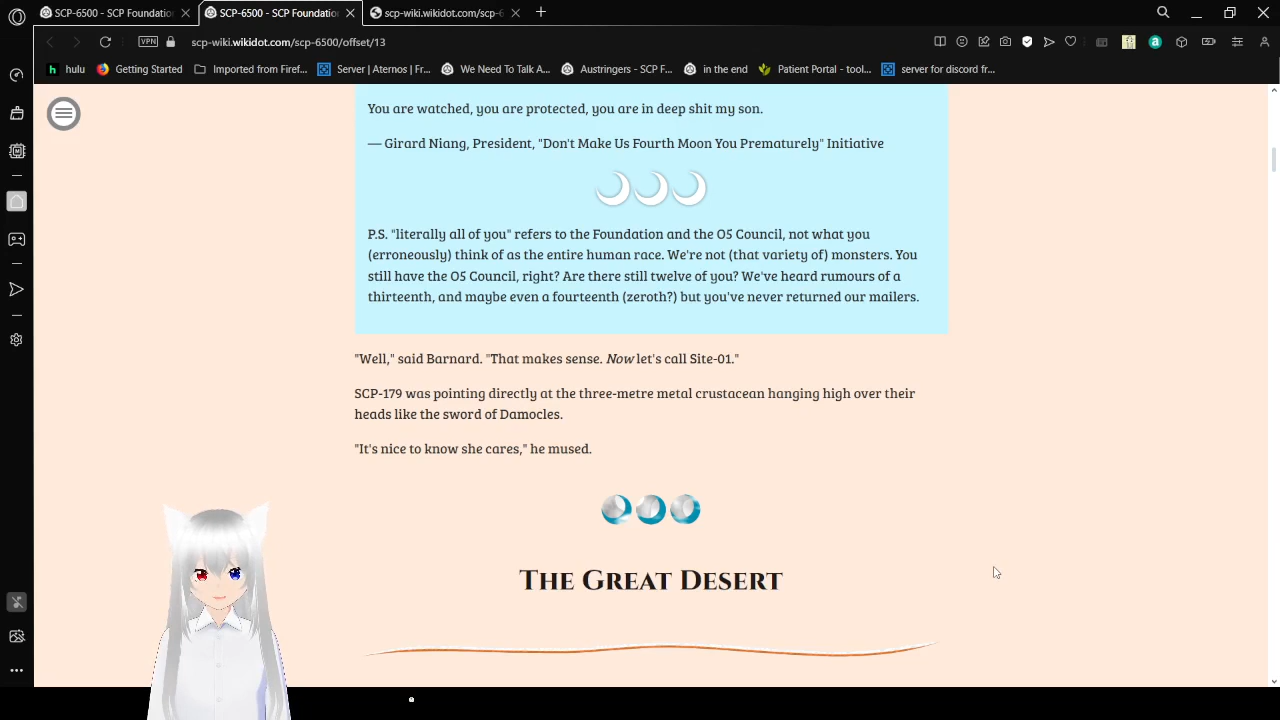 SCP-6500 - SCP Foundatio
SCP-6500 - SCP Foundatio
scp-wiki.wikidot.com/scp-6
VPN
scp-wiki.wikidot.com/scp-6500/offset/13
hulu
Getting Started
Imported from Firef...
Server | Aternos | Fr...
We Need To Talk A...
Austringers - SCP F...
in the end
Patient Portal - tool...
server for discord fr...
You are watched, you are protected, you are in deep shit my son.
— Girard Niang, President, "Don't Make Us Fourth Moon You Prematurely" Initiative
P.S. "literally all of you" refers to the Foundation and the O5 Council, not what you
(erroneously) think of as the entire human race. We're not (that variety of) monsters. You
still have the O5 Council, right? Are there still twelve of you? We've heard rumours of a
thirteenth, and maybe even a fourteenth (zeroth?) but you've never returned our mailers.
"Well," said Barnard. "That makes sense. Now let's call Site-01."
SCP-179 was pointing directly at the three-metre metal crustacean hanging high over their
heads like the sword of Damocles.
"It's nice to know she cares," he mused.
The Great Desert